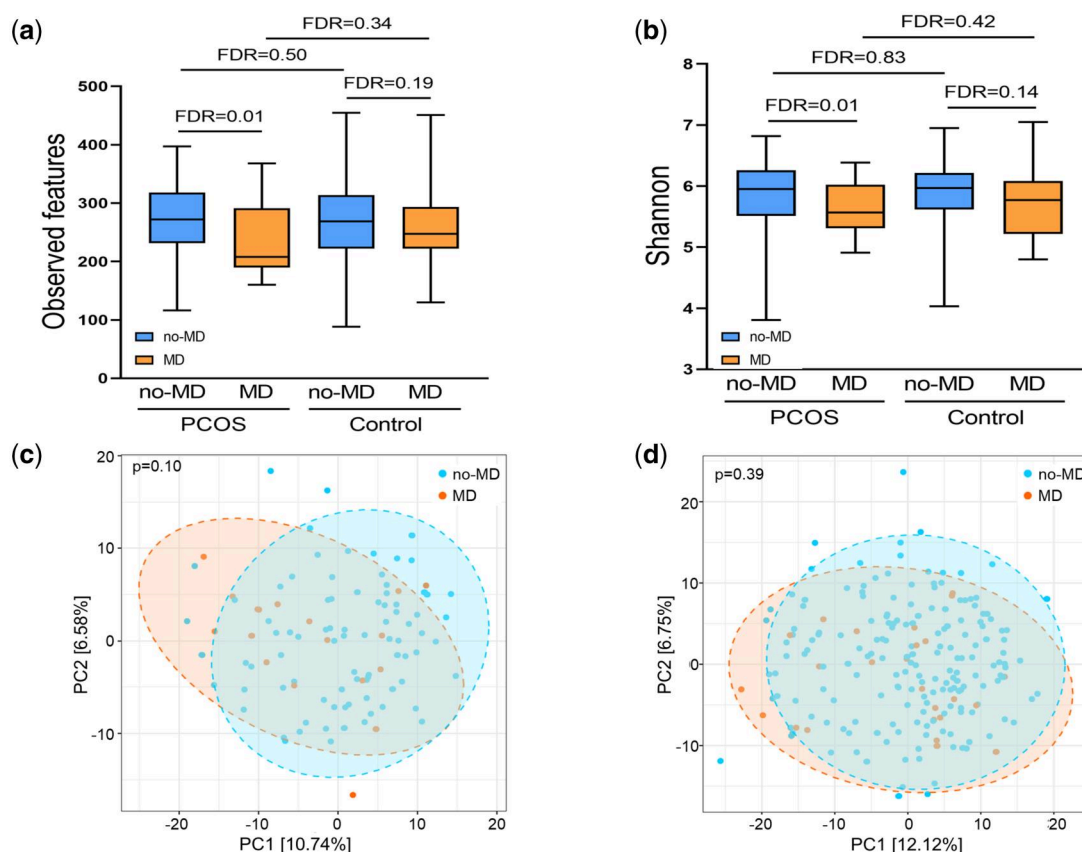 (a)
FDR=0.34
FDR=0.50
FDR=0.19
FDR=0.01
Observed features
500
400
300
200
100
0
no-MD
MD
no-MD MD no-MD MD
PCOS Control
(b)
FDR=0.42
FDR=0.83
FDR=0.14
FDR=0.01
Shannon
8
7
6
5
4
3
no-MD
MD
no-MD MD no-MD MD
PCOS Control
(c)
p=0.10
no-MD
MD
PC2 [6.58%]
20
10
0
-10
-20 -10 0 10 20
PC1 [10.74%]
(d)
p=0.39
no-MD
MD
PC2 [6.75%]
20
10
0
-10
-20 -10 0 10 20
PC1 [12.12%]